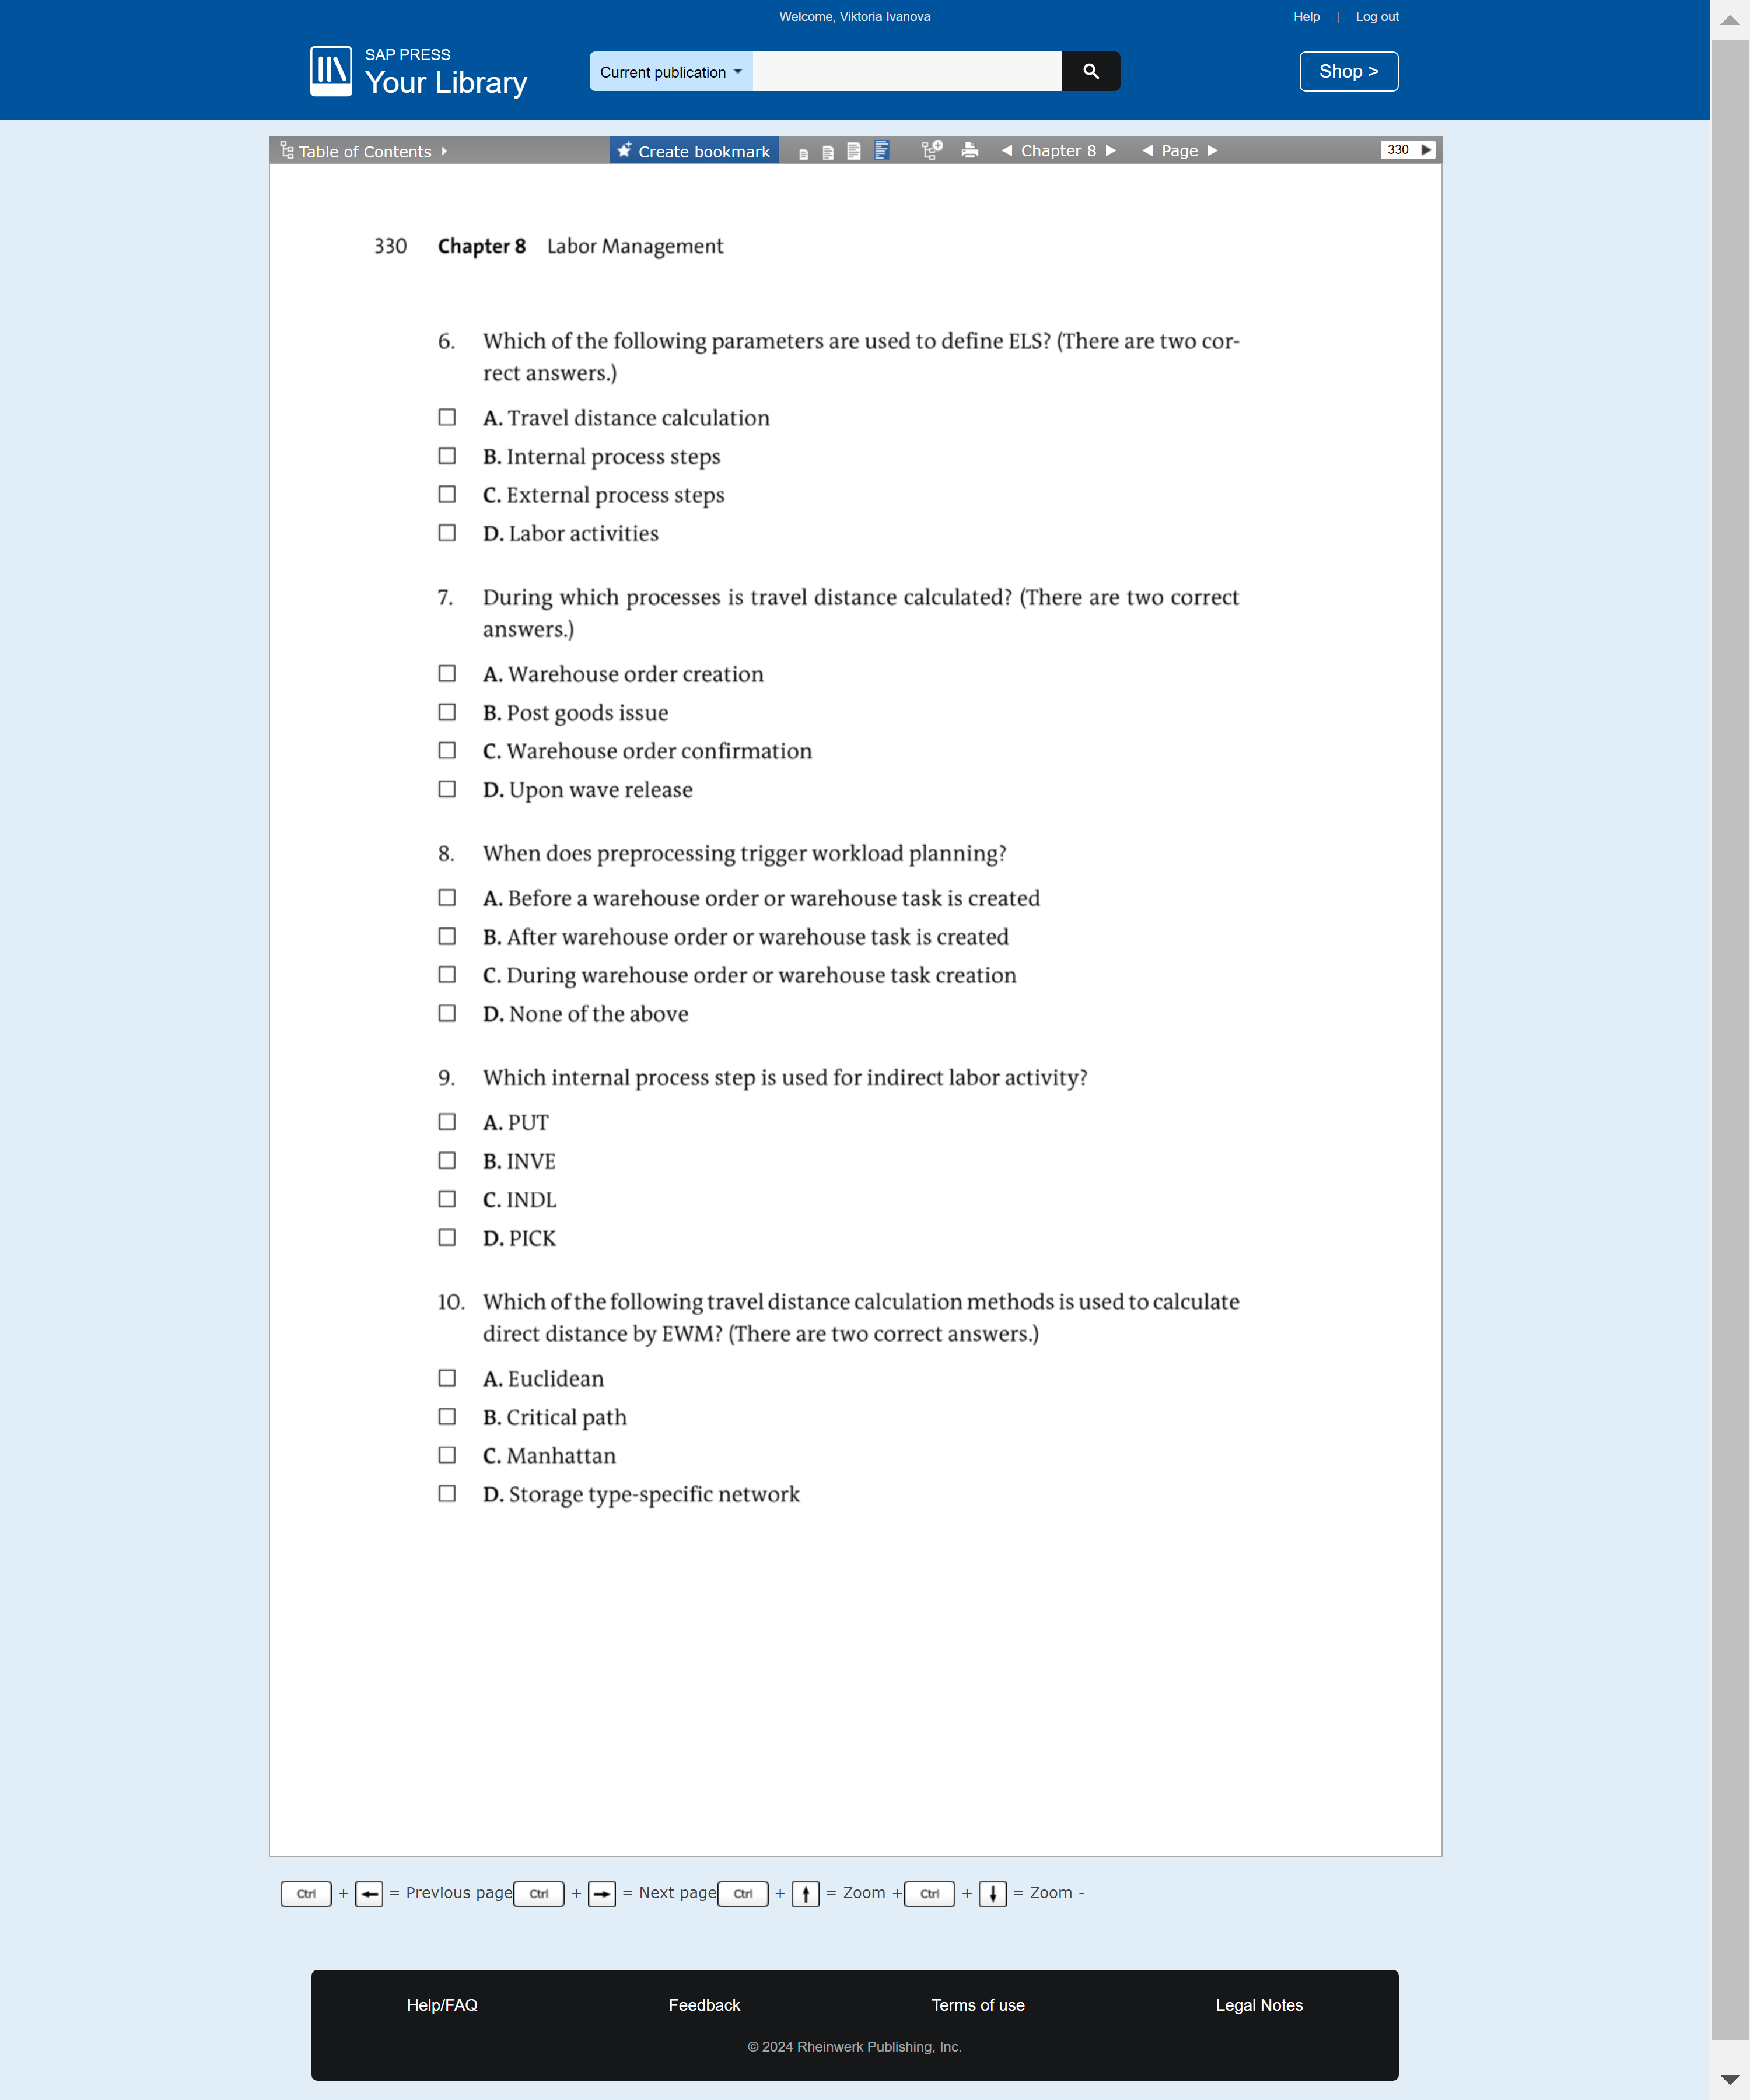 Welcome, Viktoria Ivanova
Help | Log out
SAP PRESS
Your Library
Current publication
Shop >
Table of Contents
Create bookmark
Chapter 8
Page
330
330 Chapter 8 Labor Management
6. Which of the following parameters are used to define ELS? (There are two cor-
rect answers.)
A. Travel distance calculation
B. Internal process steps
C. External process steps
D. Labor activities
7. During which processes is travel distance calculated? (There are two correct
answers.)
A. Warehouse order creation
B. Post goods issue
C. Warehouse order confirmation
D. Upon wave release
8. When does preprocessing trigger workload planning?
A. Before a warehouse order or warehouse task is created
B. After warehouse order or warehouse task is created
C. During warehouse order or warehouse task creation
D. None of the above
9. Which internal process step is used for indirect labor activity?
A. PUT
B. INVE
C. INDL
D. PICK
10. Which of the following travel distance calculation methods is used to calculate
direct distance by EWM? (There are two correct answers.)
A. Euclidean
B. Critical path
C. Manhattan
D. Storage type-specific network
Ctrl + ← = Previous page Ctrl + → = Next page Ctrl + ↑ = Zoom + Ctrl + ↓ = Zoom -
Help/FAQ Feedback Terms of use Legal Notes
© 2024 Rheinwerk Publishing, Inc.